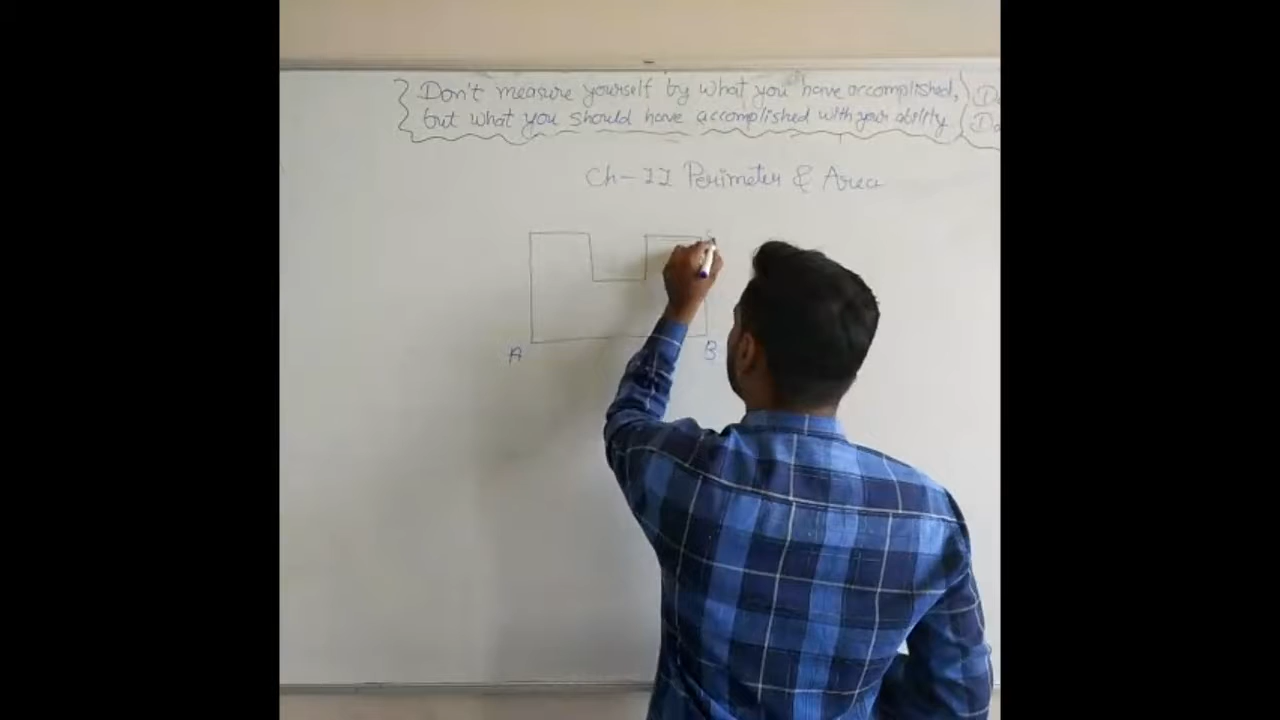 Don't measure yourself by what you have accomplished,
but what you should have accomplished with your ability.
Ch-11 Perimeter & Area
A
B